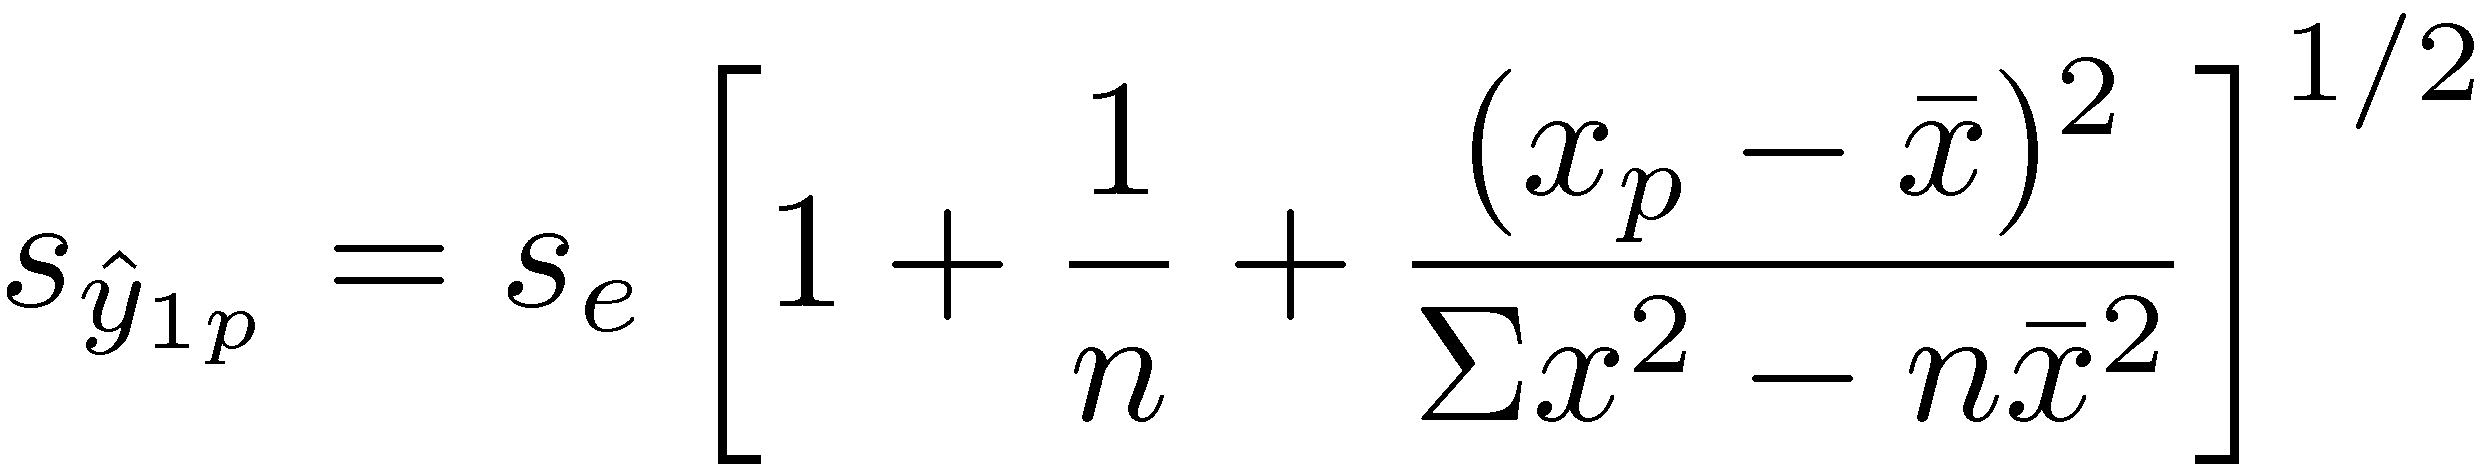 $s_{\hat{y}_{1p}} = s_e \left[ 1 + \frac{1}{n} + \frac{(x_p - \bar{x})^2}{\Sigma x^2 - n\bar{x}^2} \right]^{1/2}$